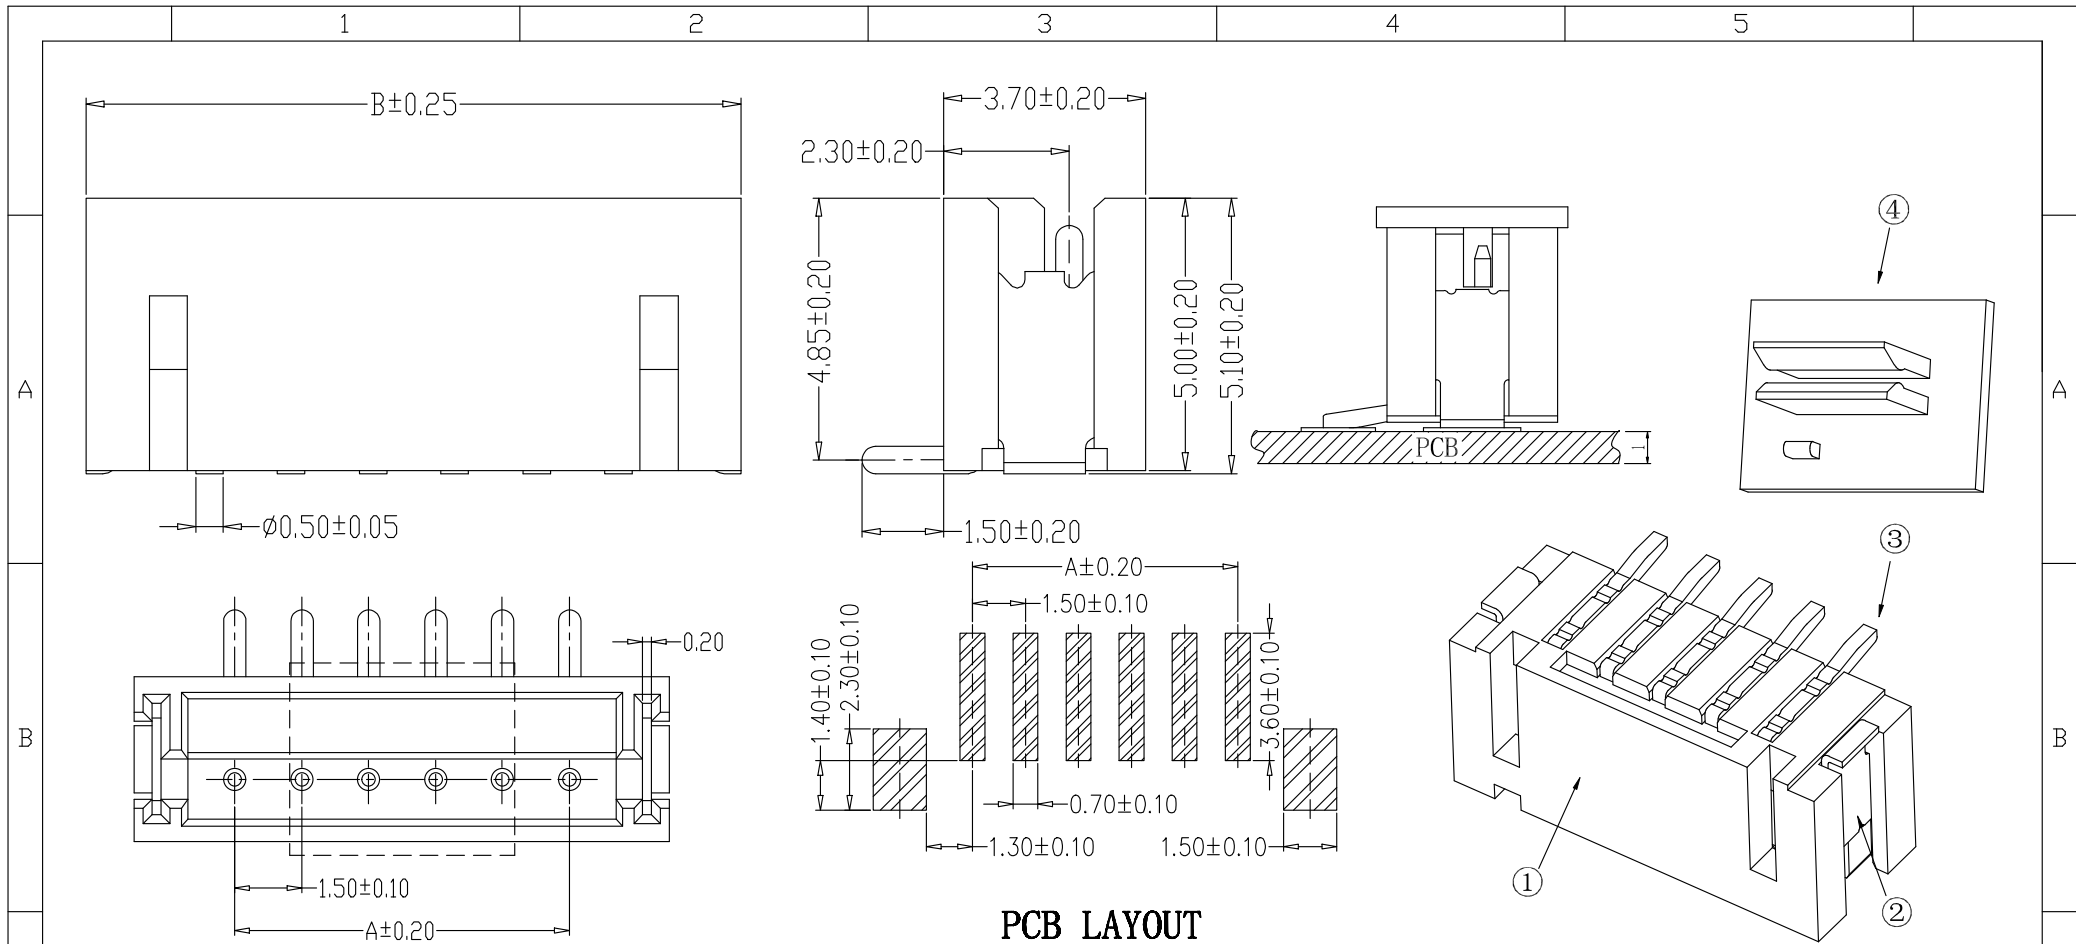 1 2 3 4 5
B±0.25
3.70±0.20
2.30±0.20
4.85±0.20
5.00±0.20
5.10±0.20
④
A
A
PCB
1
Ø0.50±0.05
1.50±0.20
③
A±0.20
1.50±0.10
0.20
1.40±0.10
2.30±0.10
3.60±0.10
B
B
0.70±0.10
1.30±0.10
1.50±0.10
1.50±0.10
A±0.20
①
②
PCB LAYOUT